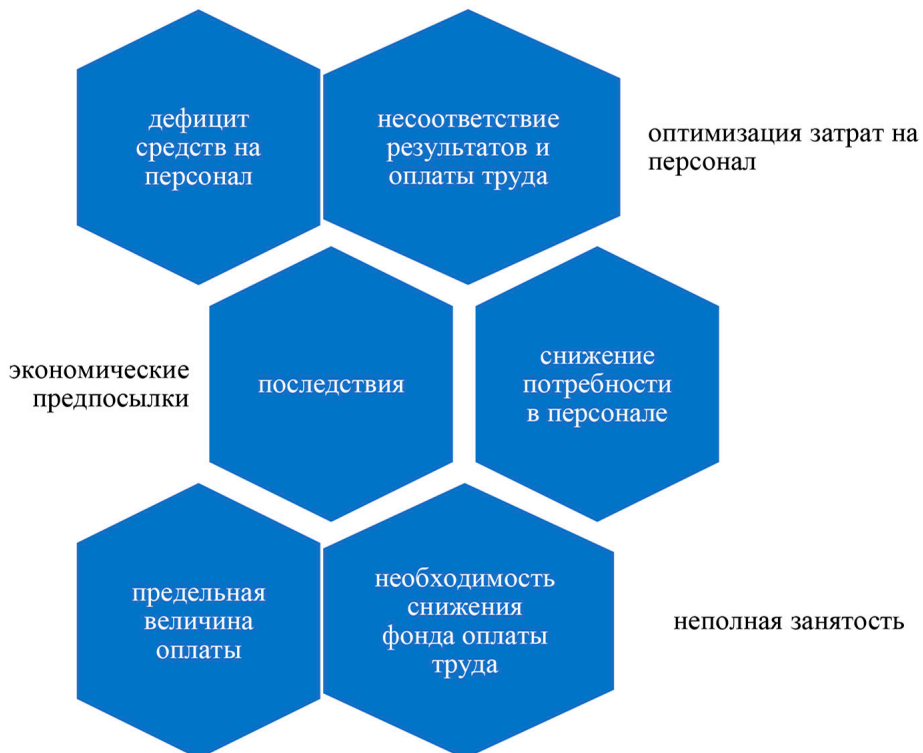 дефицит
средств на
персонал
несоответствие
результатов и
оплаты труда
оптимизация затрат на
персонал
экономические
предпосылки
последствия
снижение
потребности
в персонале
предельная
величина
оплаты
необходимость
снижения
фонда оплаты
труда
неполная занятость